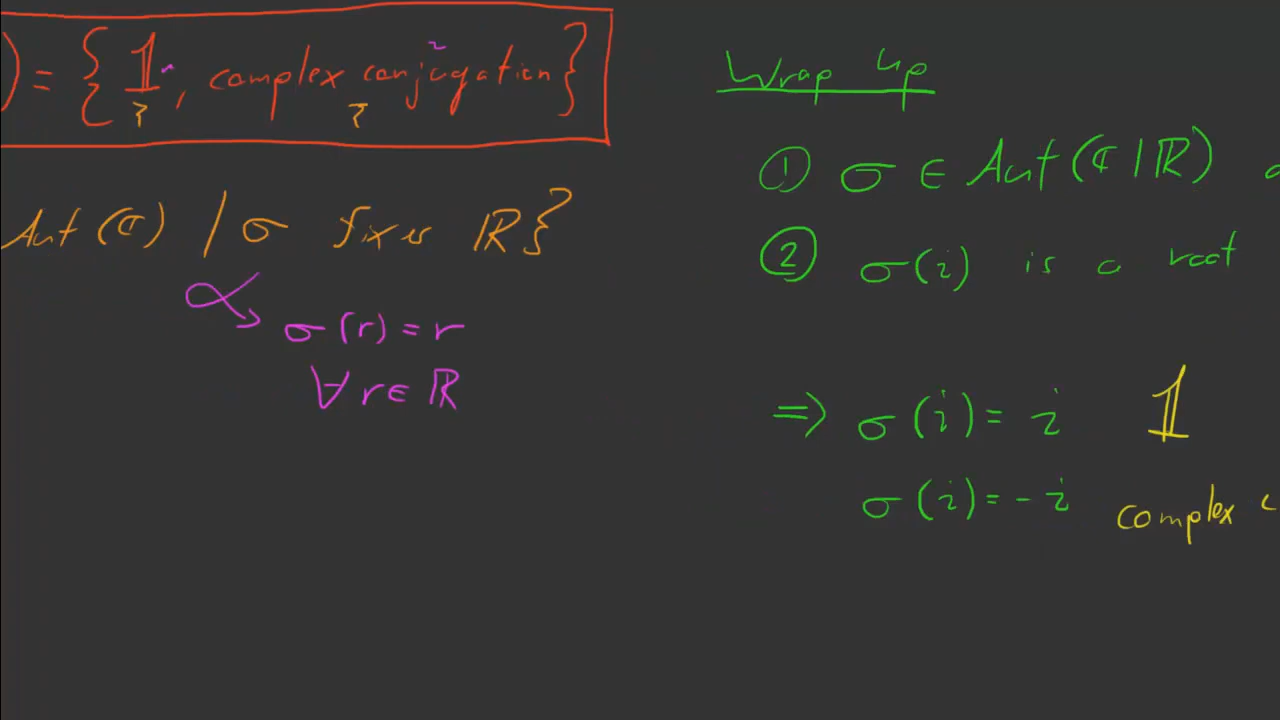 ) = { 𝟙, complex conjugation }
Aut(ℂ) | σ fixes ℝ}
σ(r) = r
∀ r ∈ ℝ
Wrap up
① σ ∈ Aut(ℂ|ℝ)
② σ(i) is a root
⇒ σ(i) = i 𝟙
σ(i) = -i complex